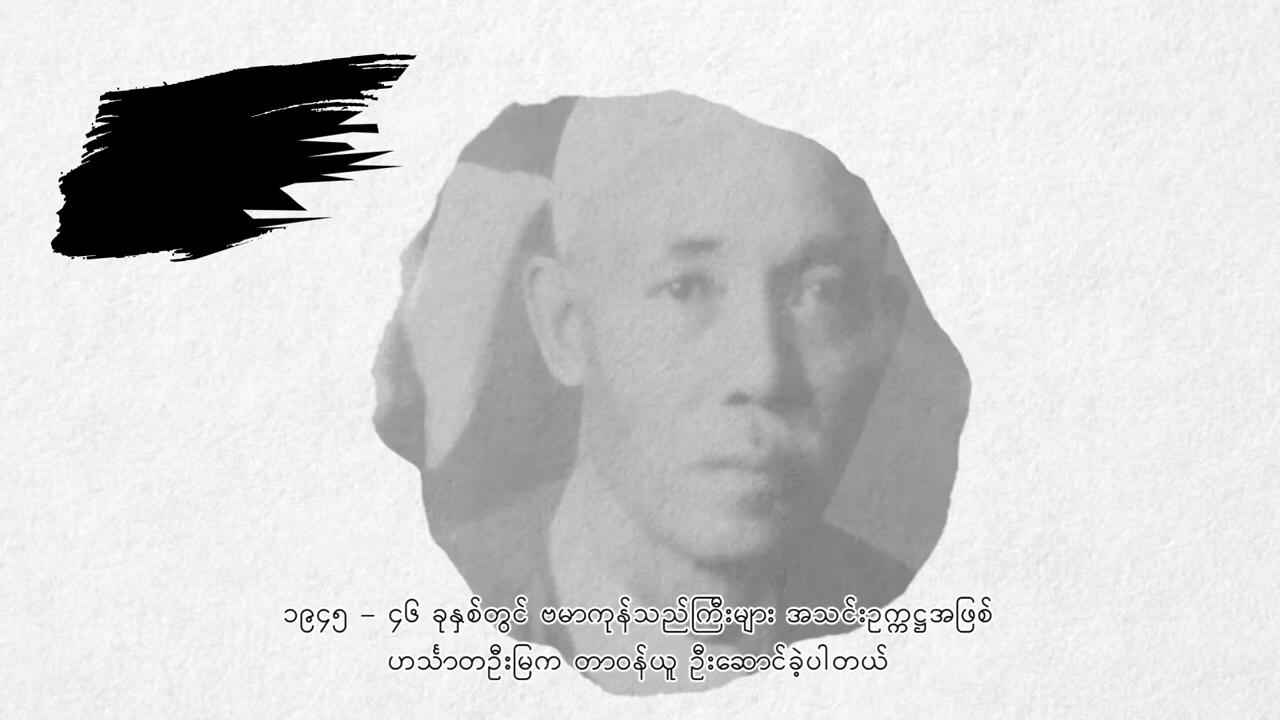 ၁၉၄၅ – ၄၆ ခုနှစ်တွင် ဗမာကုန်သည်ကြီးများ အသင်းဥက္ကဋ္ဌအဖြစ်
ဟင်္သာတဦးမြက တာဝန်ယူ ဦးဆောင်ခဲ့ပါတယ်